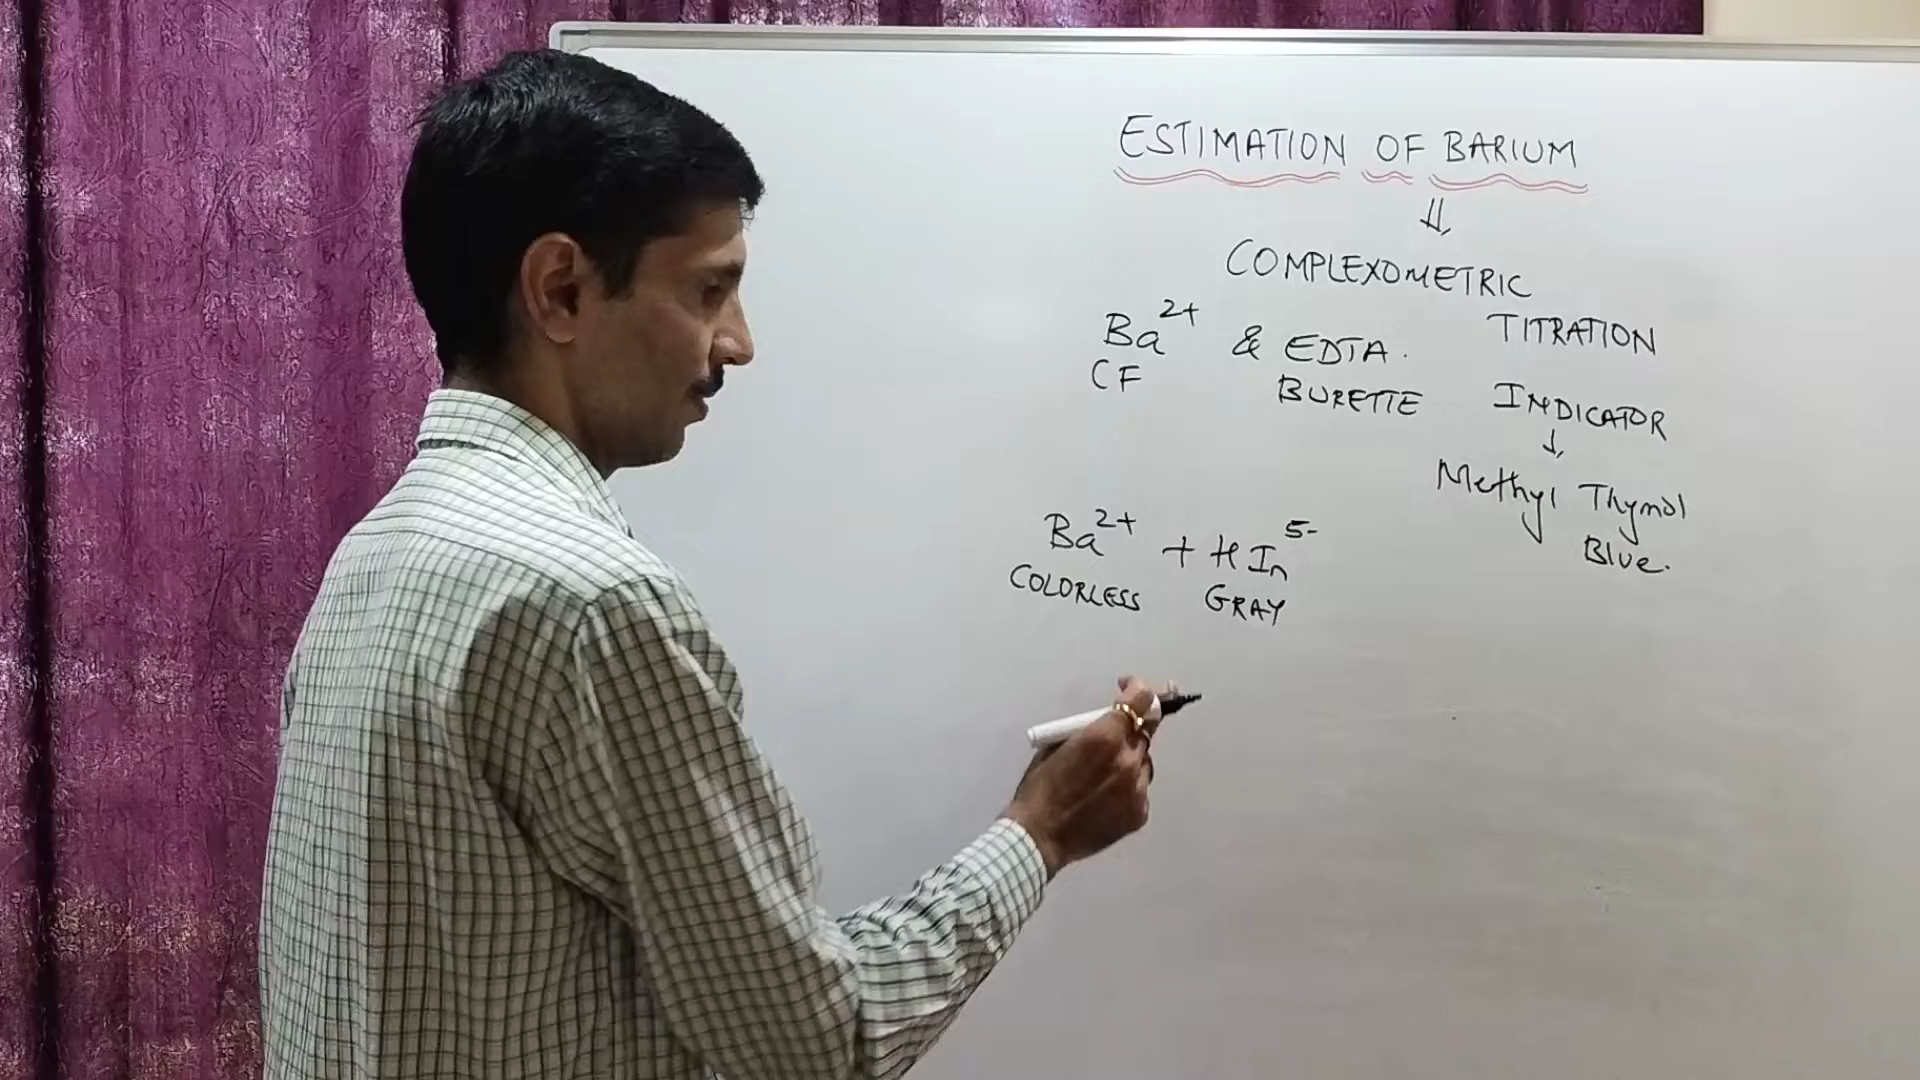 ESTIMATION OF BARIUM
⇓
COMPLEXOMETRIC
TITRATION
Ba²⁺ & EDTA.
CF BURETTE
INDICATOR
↓
Methyl Thymol
Blue.
Ba²⁺ + HIn⁵⁻
COLORLESS GRAY